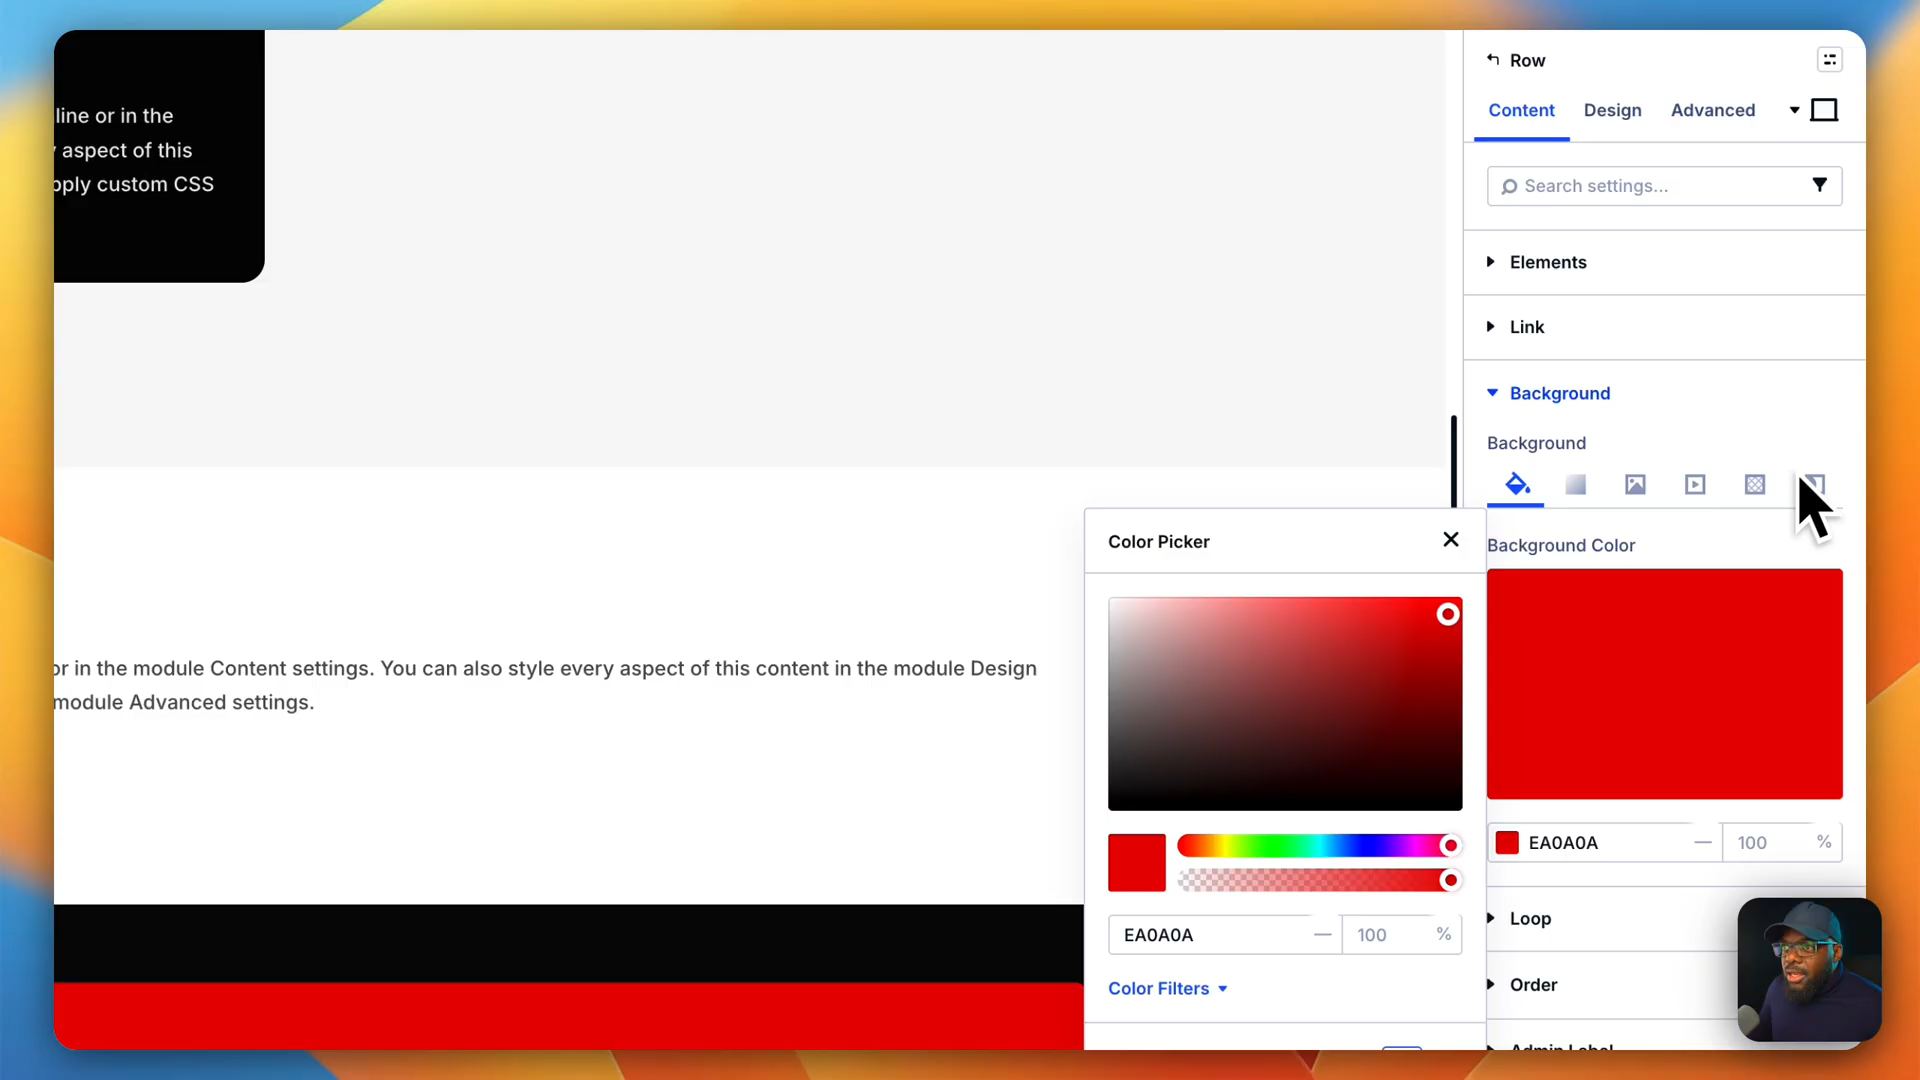 line or in the
aspect of this
pply custom CSS
or in the module Content settings. You can also style every aspect of this content in the module Design
module Advanced settings.
Row
Content Design Advanced
Search settings...
Elements
Link
Background
Background
Background Color
EA0A0A — 100 %
Loop
Order
Admin Label
Color Picker
EA0A0A — 100 %
Color Filters